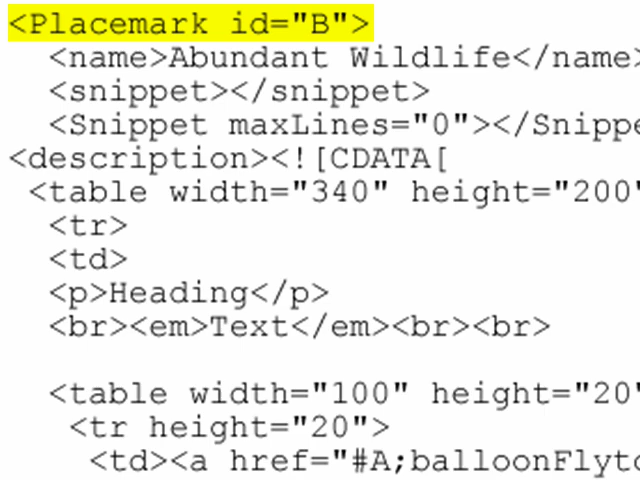 <Placemark id="B">
<name>Abundant Wildlife</name>
<snippet></snippet>
<Snippet maxLines="0"></Snippe
<description><![CDATA[
<table width="340" height="200"
<tr>
<td>
<p>Heading</p>
<br><em>Text</em><br><br>
<table width="100" height="20"
<tr height="20">
<td><a href="#A;balloonFlyto